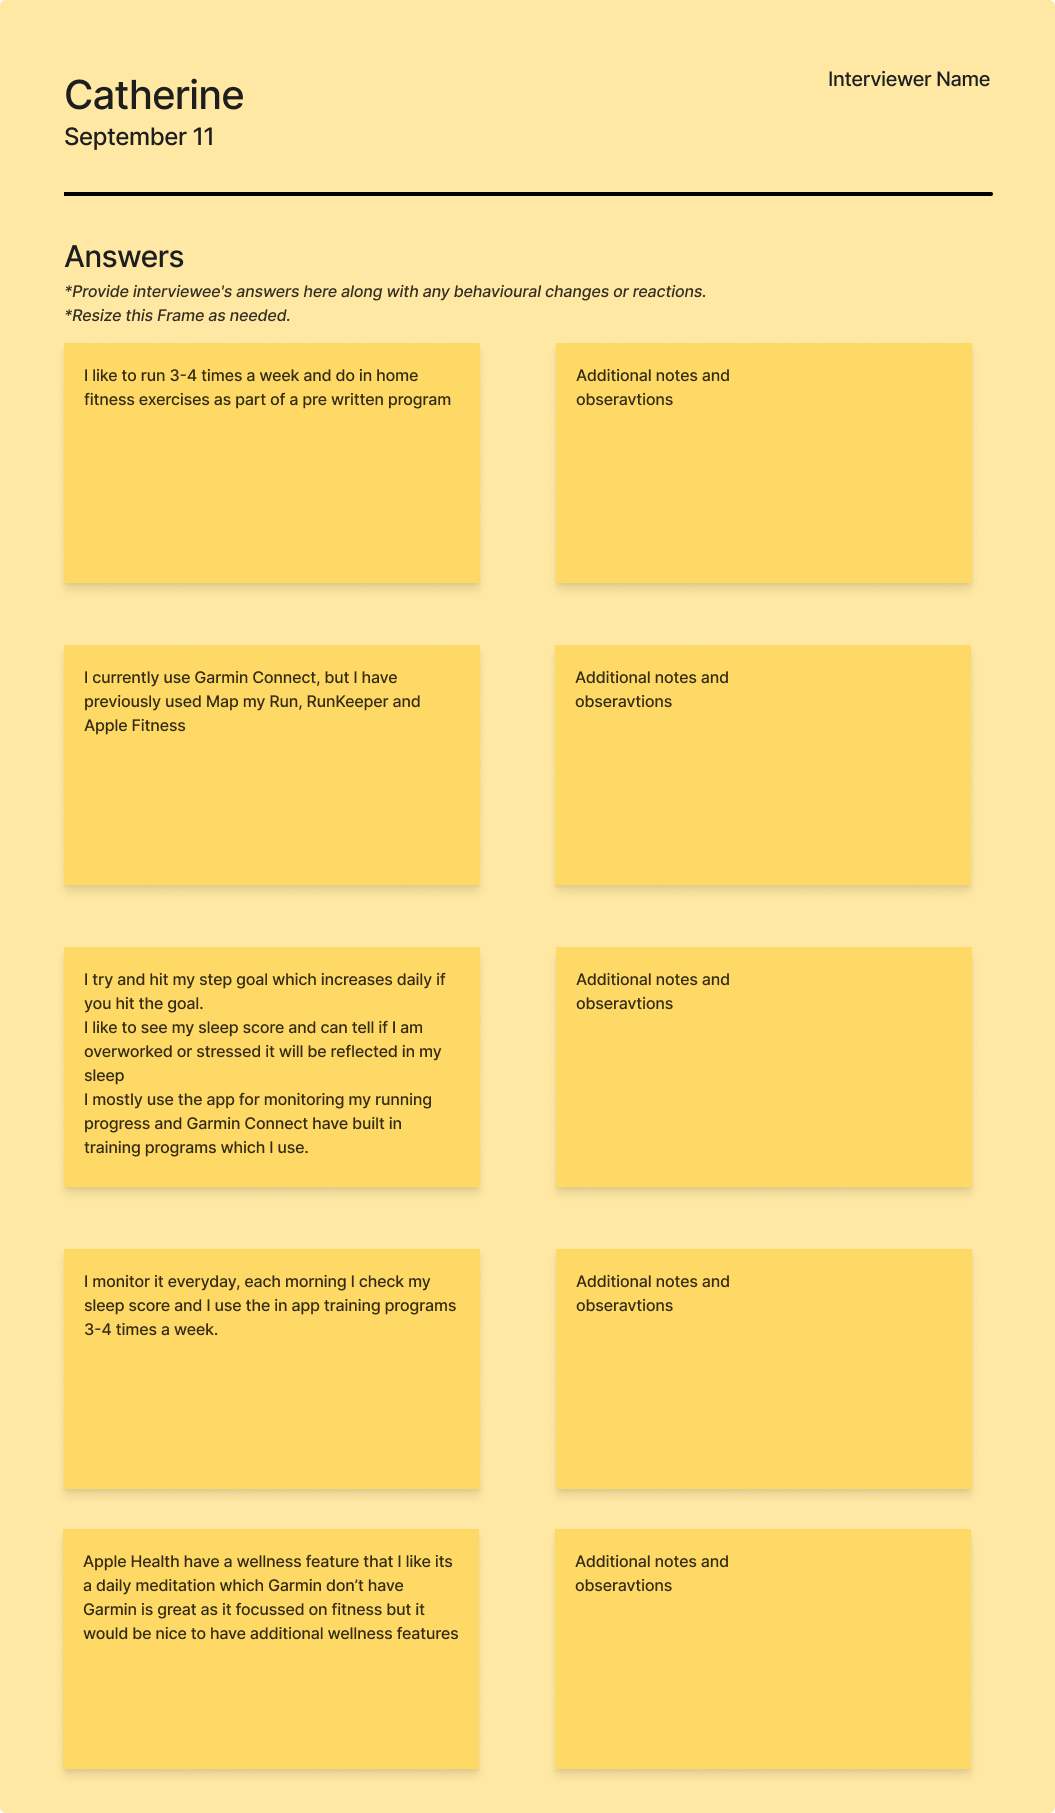 Catherine
Interviewer Name
September 11
Answers
*Provide interviewee's answers here along with any behavioural changes or reactions.
*Resize this Frame as needed.
I like to run 3-4 times a week and do in home
fitness exercises as part of a pre written program
Additional notes and
obseravtions
I currently use Garmin Connect, but I have
previously used Map my Run, RunKeeper and
Apple Fitness
Additional notes and
obseravtions
I try and hit my step goal which increases daily if
you hit the goal.
I like to see my sleep score and can tell if I am
overworked or stressed it will be reflected in my
sleep
I mostly use the app for monitoring my running
progress and Garmin Connect have built in
training programs which I use.
Additional notes and
obseravtions
I monitor it everyday, each morning I check my
sleep score and I use the in app training programs
3-4 times a week.
Additional notes and
obseravtions
Apple Health have a wellness feature that I like its
a daily meditation which Garmin don’t have
Garmin is great as it focussed on fitness but it
would be nice to have additional wellness features
Additional notes and
obseravtions